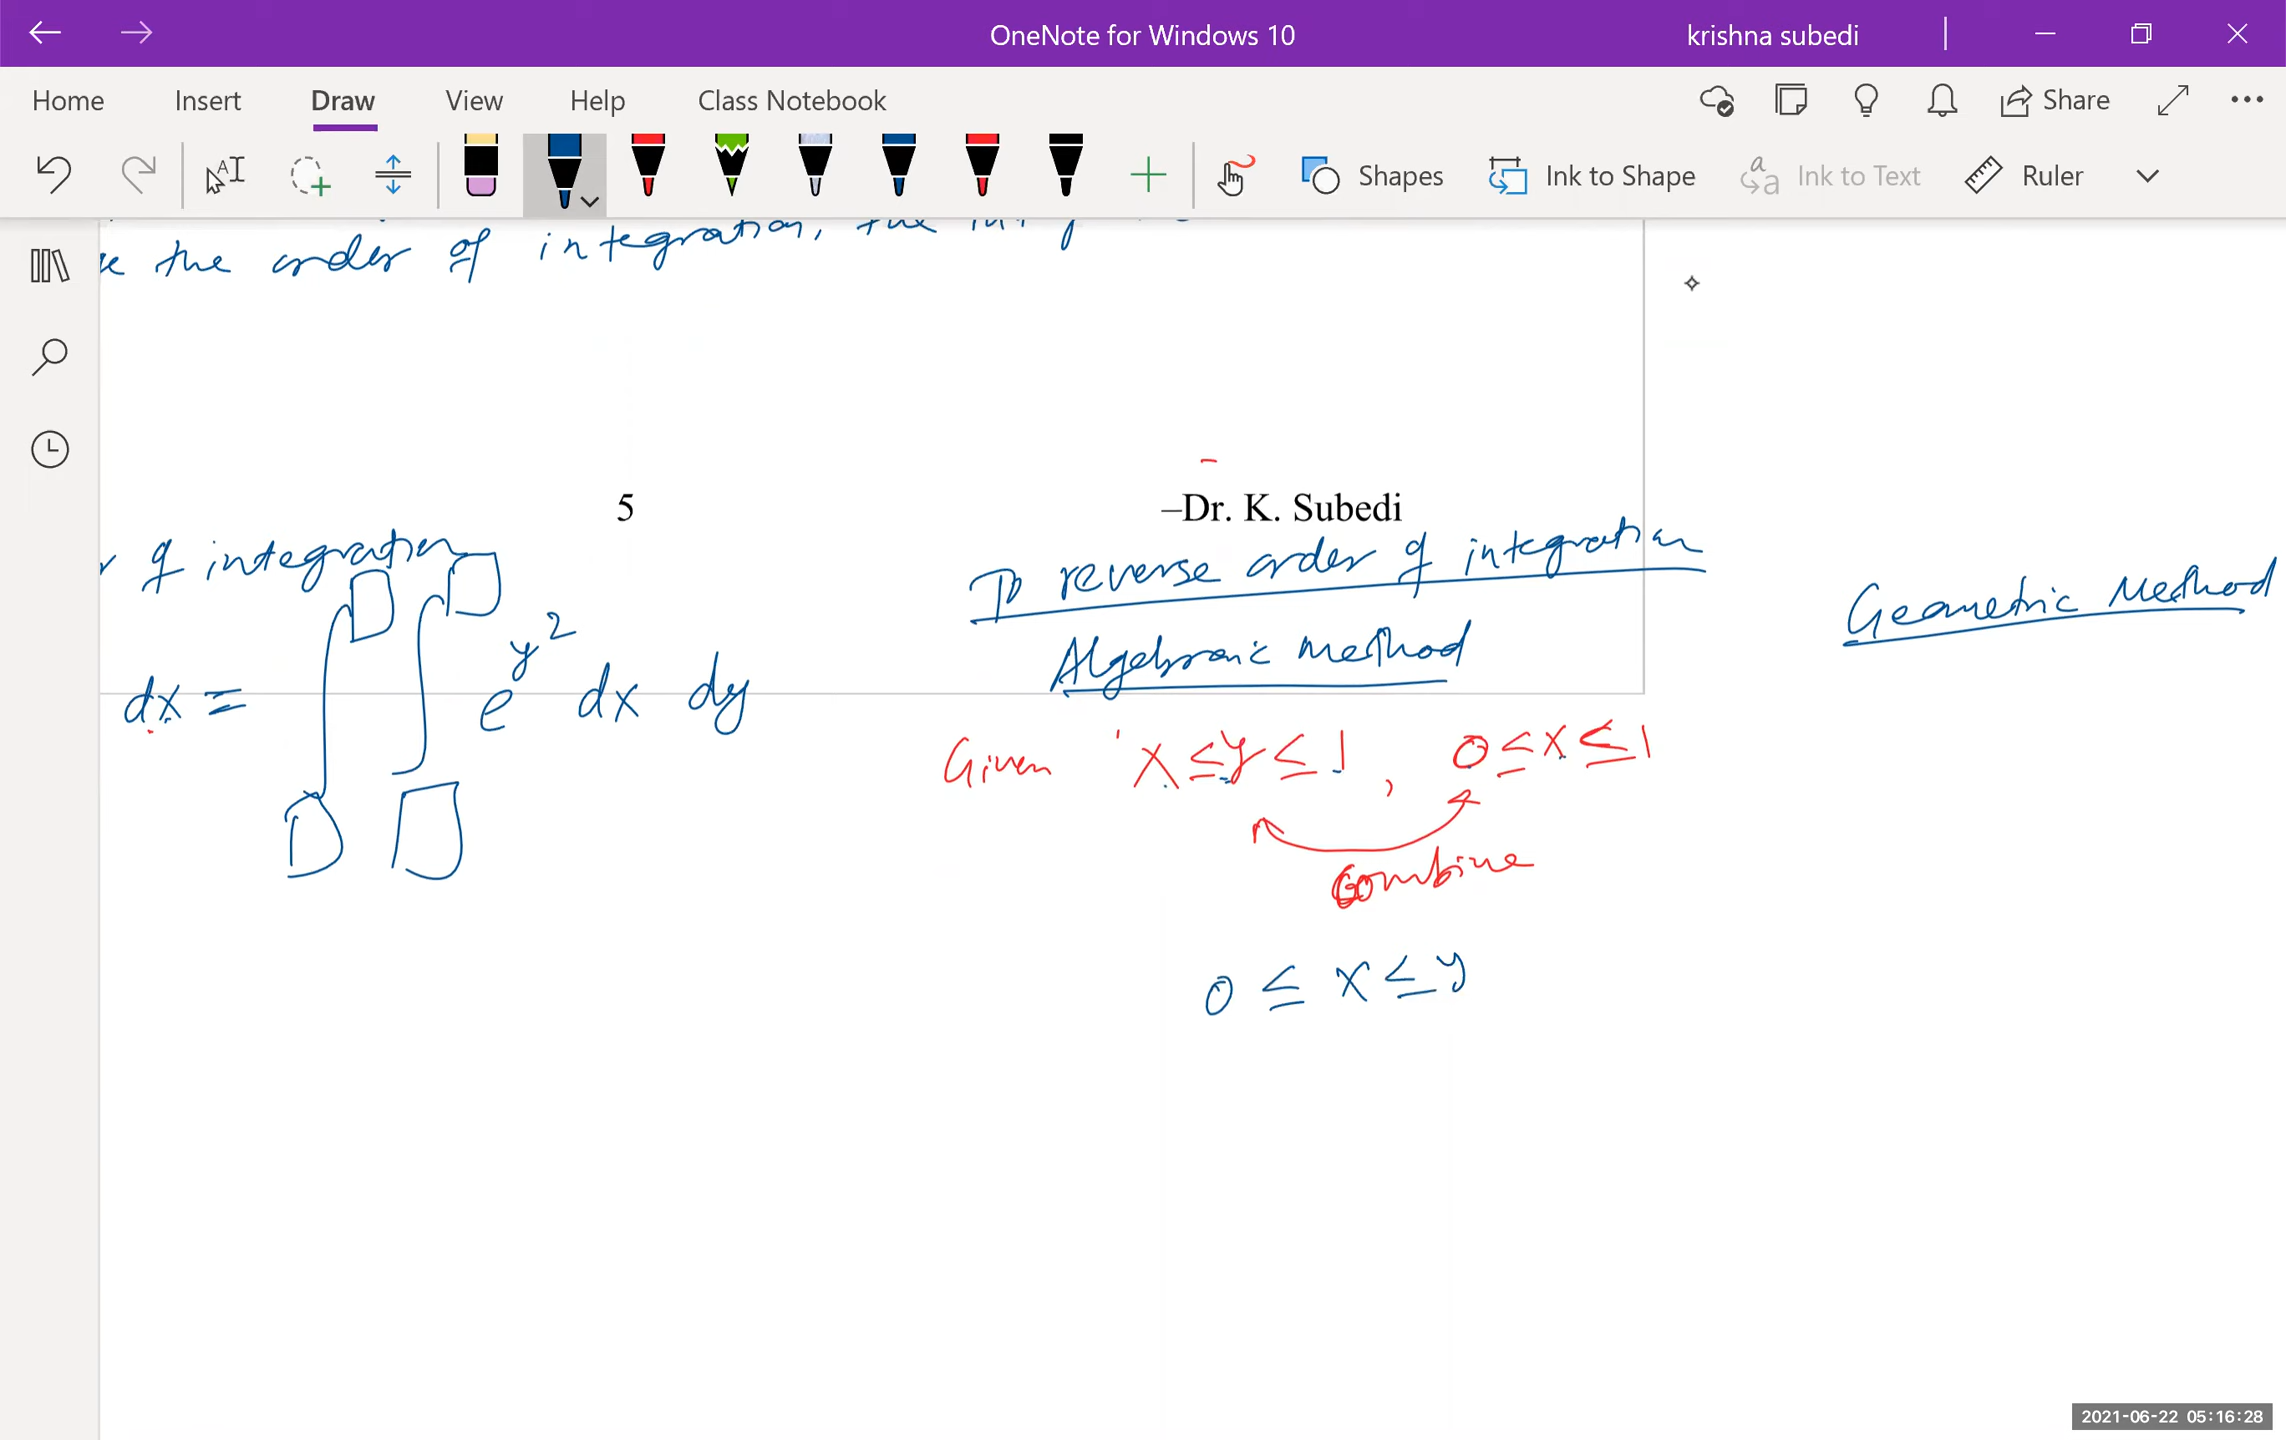 OneNote for Windows 10
krishna subedi
Home Insert Draw View Help Class Notebook Share
Shapes Ink to Shape Ink to Text Ruler
the order of integration, the
5
–Dr. K. Subedi
r of integration
To reverse order of integration
Geometric Method
Algebraic method
dx = ∫ ∫ e^{y^2} dx dy
Given x ≤ y ≤ 1, 0 ≤ x ≤ 1
Combine
0 ≤ x ≤ y
2021-06-22 05:16:28